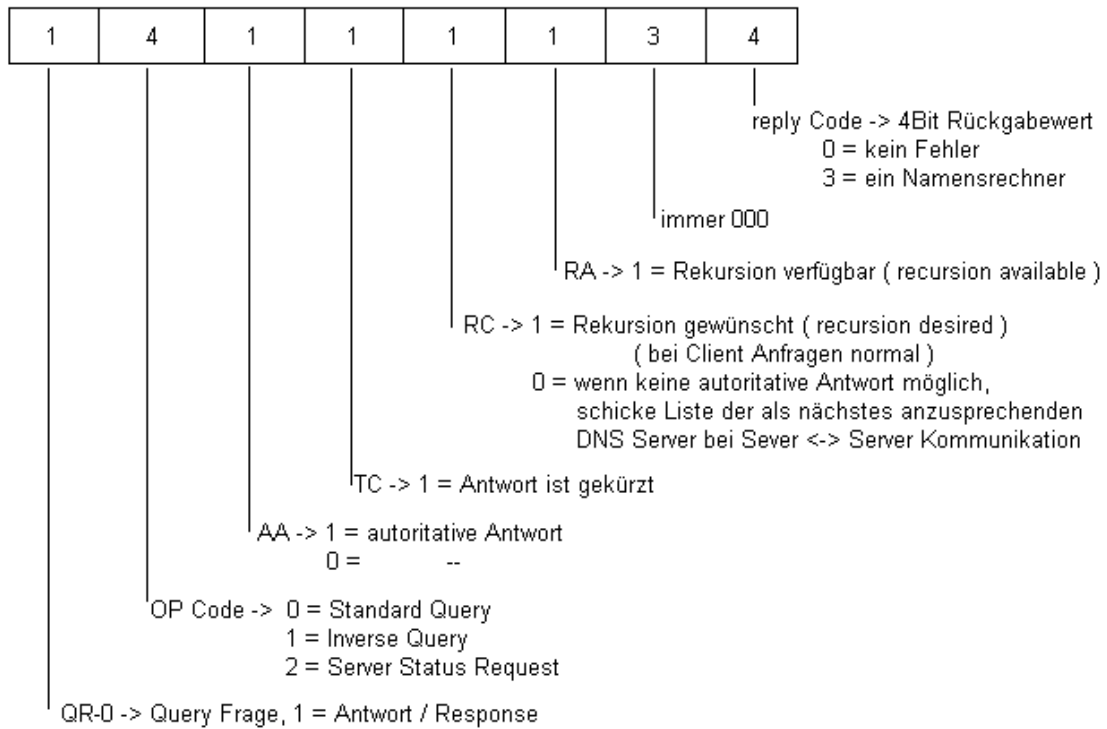 1 4 1 1 1 1 3 4
reply Code -> 4Bit Rückgabewert
0 = kein Fehler
3 = ein Namensrechner
immer 000
RA -> 1 = Rekursion verfügbar ( recursion available )
RC -> 1 = Rekursion gewünscht ( recursion desired )
( bei Client Anfragen normal )
0 = wenn keine autoritative Antwort möglich,
schicke Liste der als nächstes anzusprechenden
DNS Server bei Sever <-> Server Kommunikation
TC -> 1 = Antwort ist gekürzt
AA -> 1 = autoritative Antwort
0 = --
OP Code -> 0 = Standard Query
1 = Inverse Query
2 = Server Status Request
QR-0 -> Query Frage, 1 = Antwort / Response